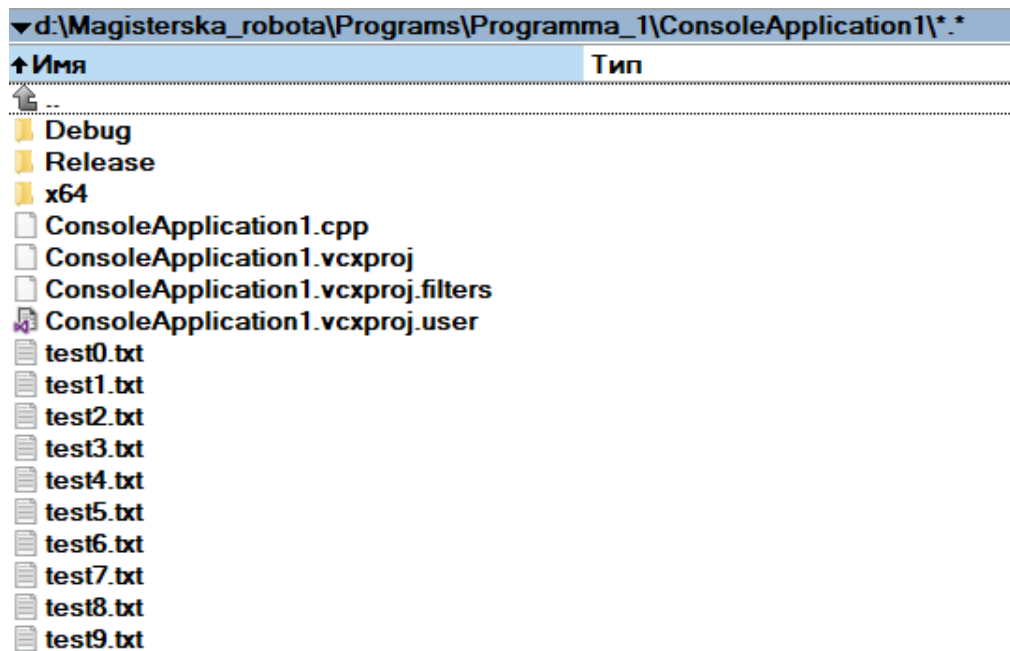 d:\Magisterska_robota\Programs\Programma_1\ConsoleApplication1\*.*
Имя Тип
..
Debug
Release
x64
ConsoleApplication1.cpp
ConsoleApplication1.vcxproj
ConsoleApplication1.vcxproj.filters
ConsoleApplication1.vcxproj.user
test0.txt
test1.txt
test2.txt
test3.txt
test4.txt
test5.txt
test6.txt
test7.txt
test8.txt
test9.txt